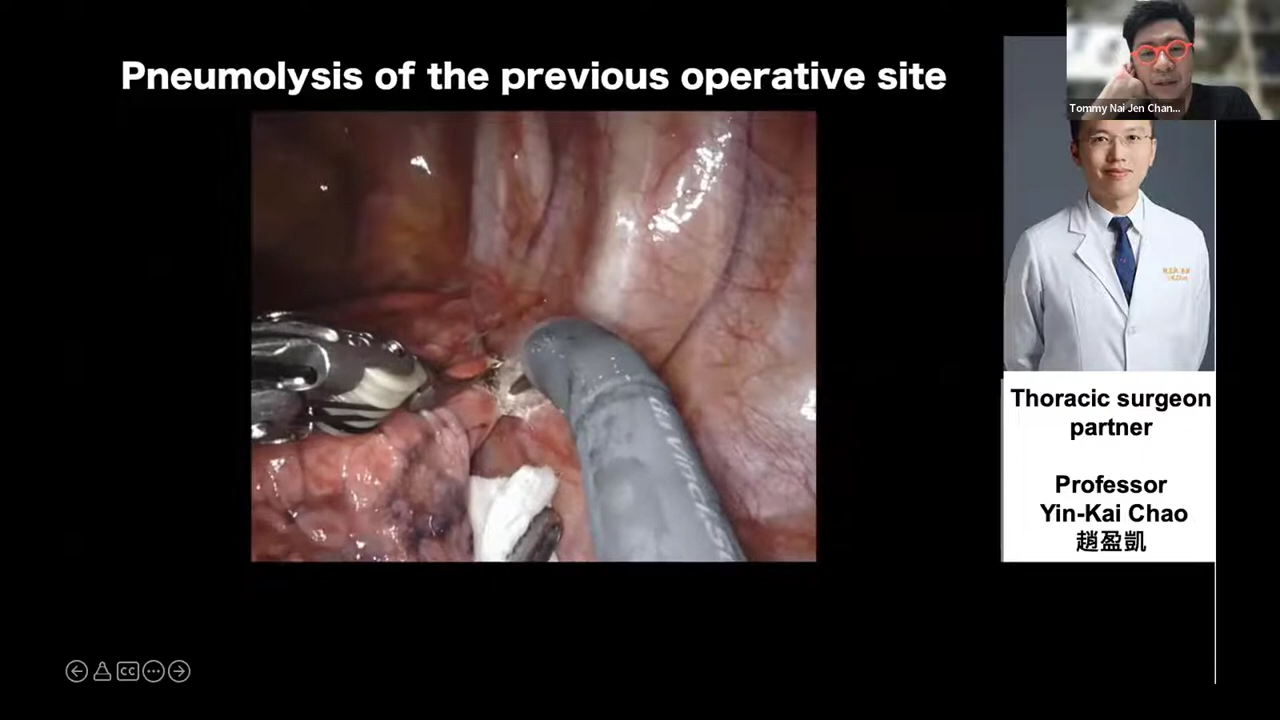 Pneumolysis of the previous operative site
Tommy Nai Jen Chan...
Thoracic surgeon
partner
Professor
Yin-Kai Chao
趙盈凱
CC